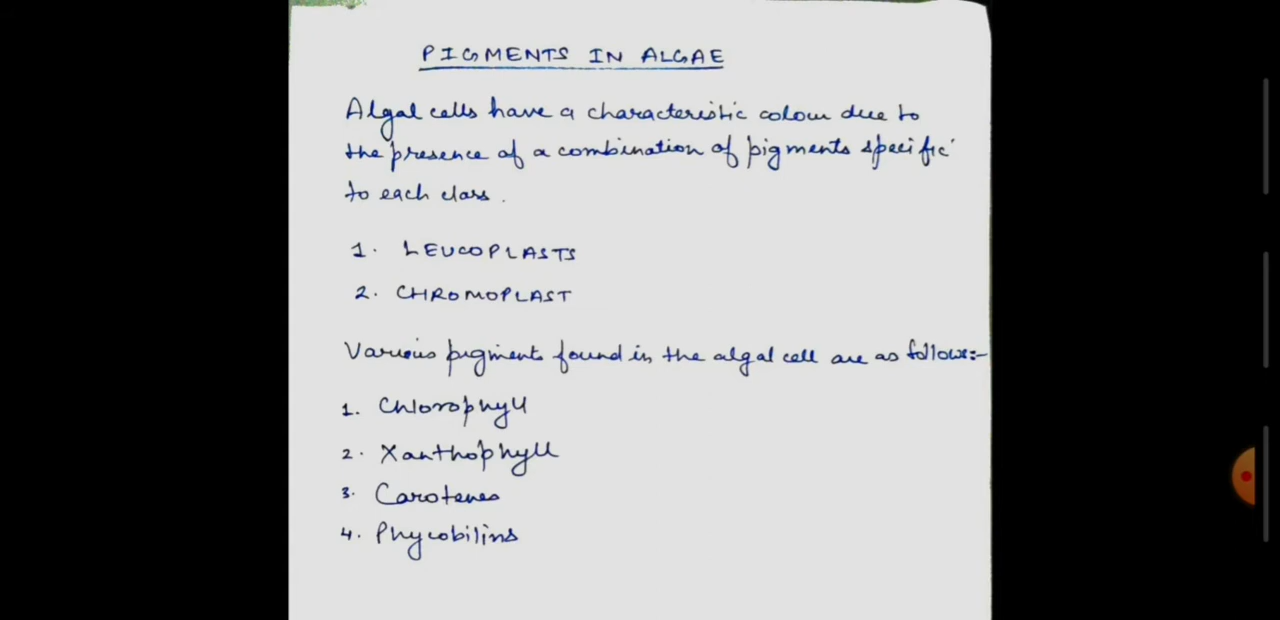 PIGMENTS IN ALGAE
Algal cells have a characteristic colour due to
the presence of a combination of pigments specific
to each class.
1. LEUCOPLASTS
2. CHROMOPLAST
Various pigments found in the algal cell are as follows:-
1. Chlorophyll
2. Xanthophyll
3. Carotenes
4. Phycobilins